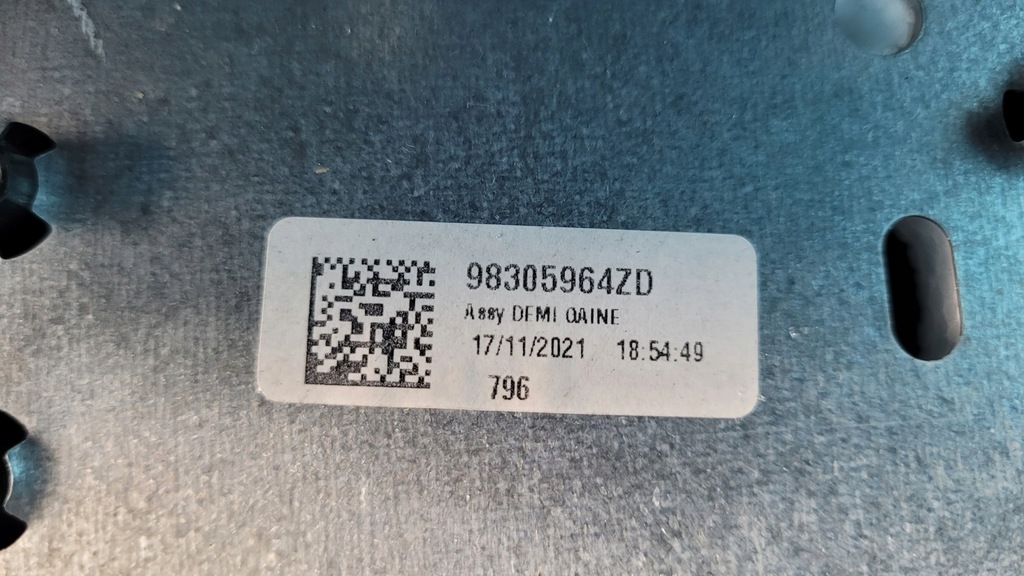 98305964ZD
Assy DEMI GAINE
17/11/2021 18:54:49
796